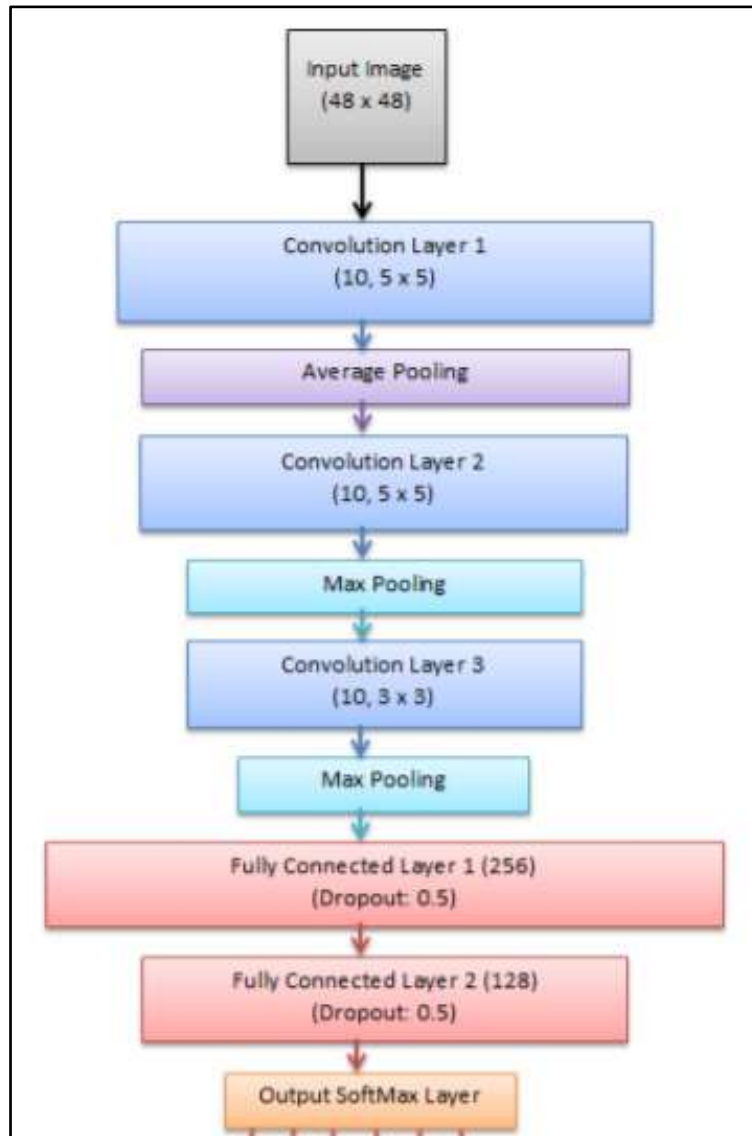 Input Image
(48 x 48)
Convolution Layer 1
(10, 5 x 5)
Average Pooling
Convolution Layer 2
(10, 5 x 5)
Max Pooling
Convolution Layer 3
(10, 3 x 3)
Max Pooling
Fully Connected Layer 1 (256)
(Dropout: 0.5)
Fully Connected Layer 2 (128)
(Dropout: 0.5)
Output SoftMax Layer